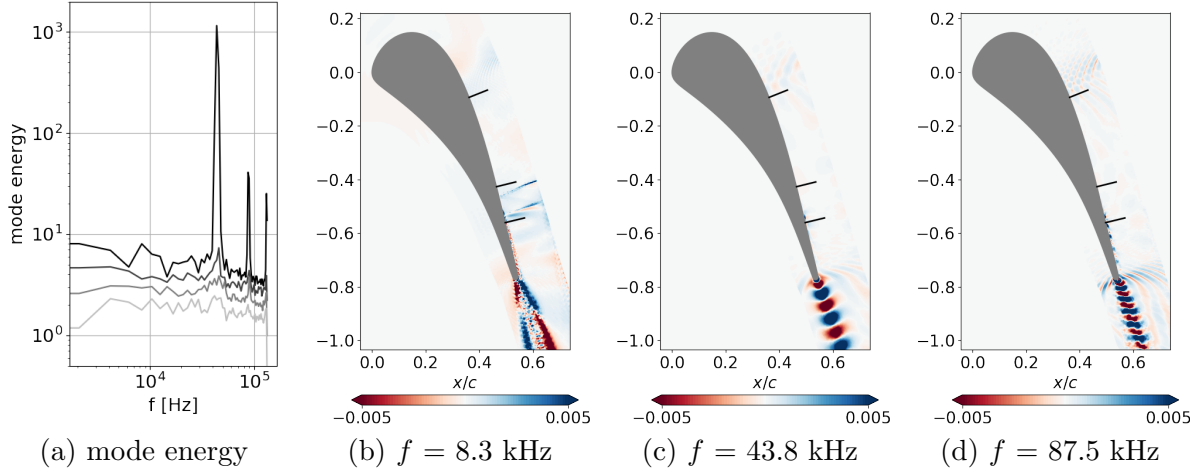 10³
10²
10¹
10⁰
mode energy
10⁴
10⁵
f [Hz]
(a) mode energy
0.2
0.0
−0.2
−0.4
−0.6
−0.8
−1.0
0.0 0.2 0.4 0.6
x/c
−0.005 0.005
(b) f = 8.3 kHz
0.2
0.0
−0.2
−0.4
−0.6
−0.8
−1.0
0.0 0.2 0.4 0.6
x/c
−0.005 0.005
(c) f = 43.8 kHz
0.2
0.0
−0.2
−0.4
−0.6
−0.8
−1.0
0.0 0.2 0.4 0.6
x/c
−0.005 0.005
(d) f = 87.5 kHz